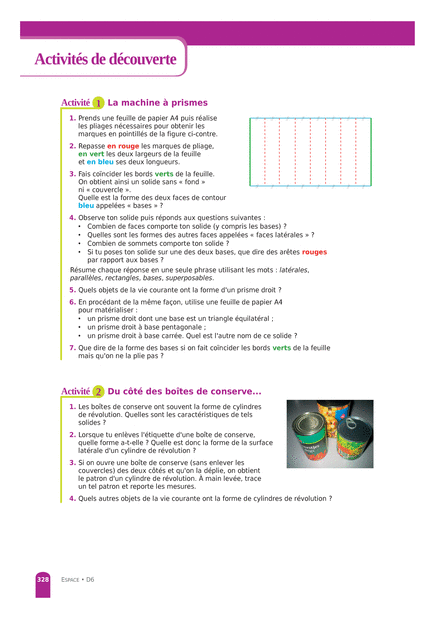 Activités de découverte
Activité 1 La machine à prismes
1. Prends une feuille de papier A4 puis réalise
les pliages nécessaires pour obtenir les
marques en pointillés de la figure ci-contre.
2. Repasse en rouge les marques de pliage,
en vert les deux largeurs de la feuille
et en bleu ses deux longueurs.
3. Fais coïncider les bords verts de la feuille.
On obtient ainsi un solide sans « fond »
ni « couvercle ».
Quelle est la forme des deux faces de contour
bleu appelées « bases » ?
4. Observe ton solide puis réponds aux questions suivantes :
• Combien de faces comporte ton solide (y compris les bases) ?
• Quelles sont les formes des autres faces appelées « faces latérales » ?
• Combien de sommets comporte ton solide ?
• Si tu poses ton solide sur une des deux bases, que dire des arêtes rouges
par rapport aux bases ?
Résume chaque réponse en une seule phrase utilisant les mots : latérales,
parallèles, rectangles, bases, superposables.
5. Quels objets de la vie courante ont la forme d'un prisme droit ?
6. En procédant de la même façon, utilise une feuille de papier A4
pour matérialiser :
• un prisme droit dont une base est un triangle équilatéral ;
• un prisme droit à base pentagonale ;
• un prisme droit à base carrée. Quel est l'autre nom de ce solide ?
7. Que dire de la forme des bases si on fait coïncider les bords verts de la feuille
mais qu'on ne la plie pas ?
Activité 2 Du côté des boîtes de conserve...
1. Les boîtes de conserve ont souvent la forme de cylindres
de révolution. Quelles sont les caractéristiques de tels
solides ?
2. Lorsque tu enlèves l'étiquette d'une boîte de conserve,
quelle forme a-t-elle ? Quelle est donc la forme de la surface
latérale d'un cylindre de révolution ?
3. Si on ouvre une boîte de conserve (sans enlever les
couvercles) des deux côtés et qu'on la déplie, on obtient
le patron d'un cylindre de révolution. À main levée, trace
un tel patron et reporte les mesures.
4. Quels autres objets de la vie courante ont la forme de cylindres de révolution ?
328 ESPACE • D6